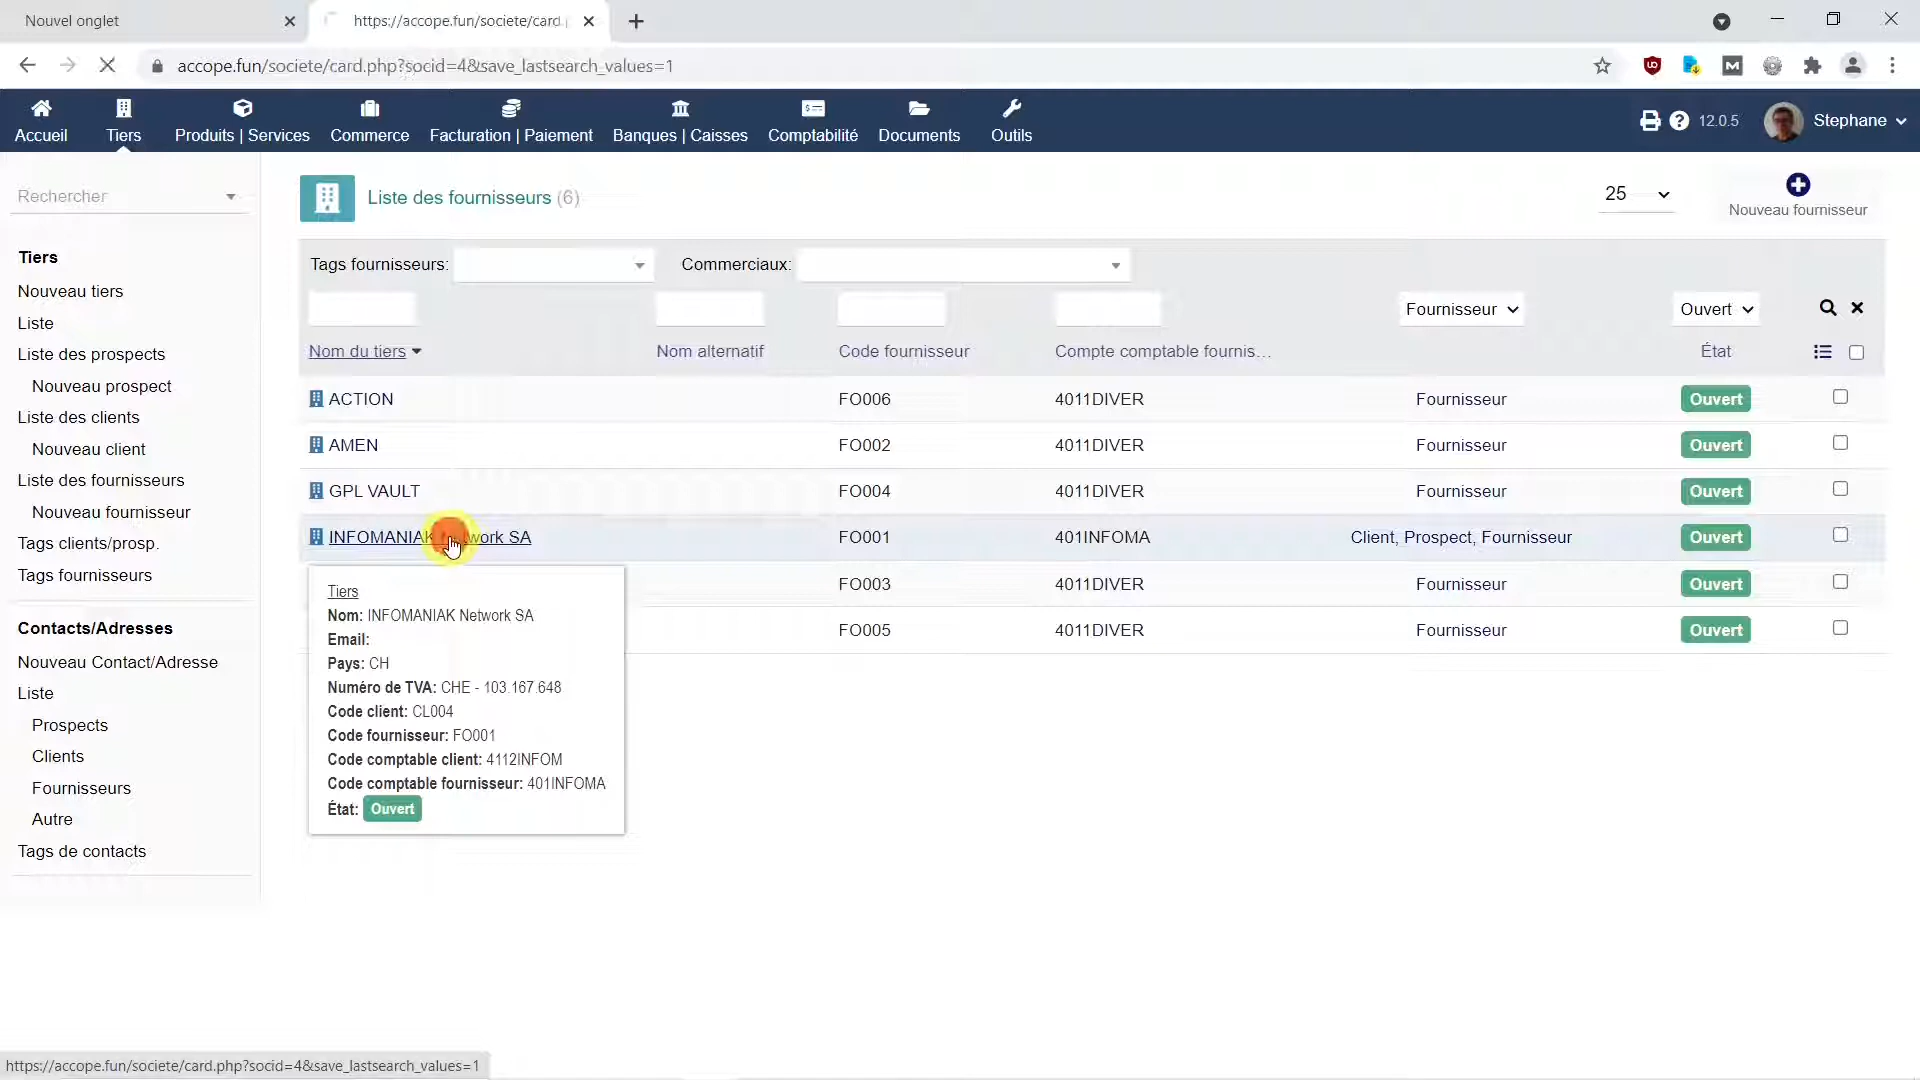 Nouvel onglet
https://accope.fun/societe/card
accope.fun/societe/card.php?socid=4&save_lastsearch_values=1
Accueil
Tiers
Produits | Services
Commerce
Facturation | Paiement
Banques | Caisses
Comptabilité
Documents
Outils
12.0.5
Stephane
Rechercher
Tiers
Nouveau tiers
Liste
Liste des prospects
Nouveau prospect
Liste des clients
Nouveau client
Liste des fournisseurs
Nouveau fournisseur
Tags clients/prosp.
Tags fournisseurs
Contacts/Adresses
Nouveau Contact/Adresse
Liste
Prospects
Clients
Fournisseurs
Autre
Tags de contacts
Liste des fournisseurs (6)
25
Nouveau fournisseur
Tags fournisseurs:
Commerciaux:
Fournisseur
Ouvert
Nom du tiers Nom alternatif Code fournisseur Compte comptable fournis... État
ACTION FO006 4011DIVER Fournisseur Ouvert
AMEN FO002 4011DIVER Fournisseur Ouvert
GPL VAULT FO004 4011DIVER Fournisseur Ouvert
INFOMANIAK Network SA FO001 401INFOMA Client, Prospect, Fournisseur Ouvert
FO003 4011DIVER Fournisseur Ouvert
FO005 4011DIVER Fournisseur Ouvert
Tiers
Nom: INFOMANIAK Network SA
Email:
Pays: CH
Numéro de TVA: CHE - 103.167.648
Code client: CL004
Code fournisseur: FO001
Code comptable client: 4112INFOM
Code comptable fournisseur: 401INFOMA
État: Ouvert
https://accope.fun/societe/card.php?socid=4&save_lastsearch_values=1